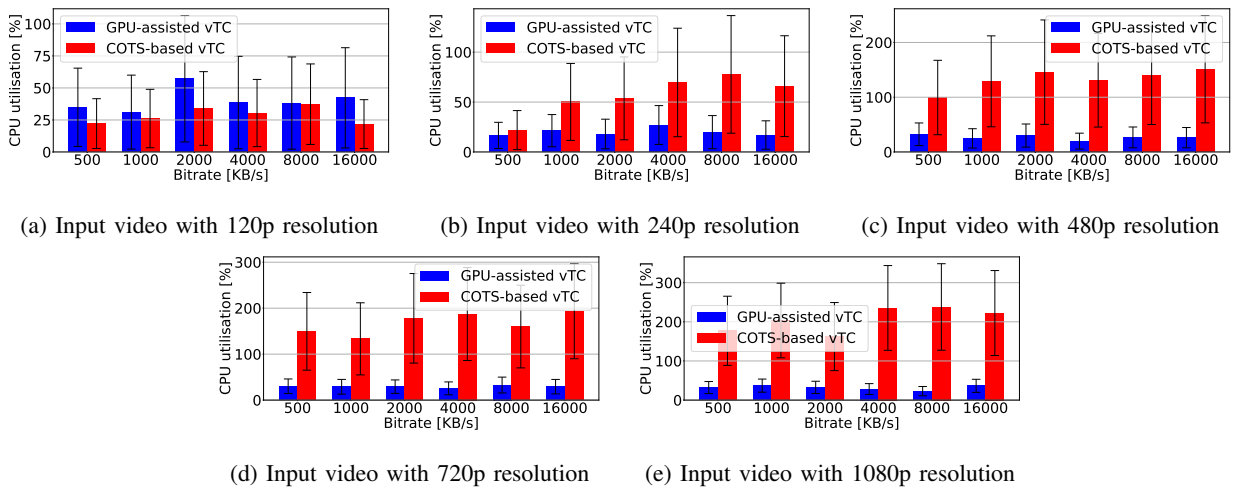 CPU utilisation [%]
100
75
50
25
0
GPU-assisted vTC
COTS-based vTC
500 1000 2000 4000 8000 16000
Bitrate [KB/s]
(a) Input video with 120p resolution
CPU utilisation [%]
100
50
0
GPU-assisted vTC
COTS-based vTC
500 1000 2000 4000 8000 16000
Bitrate [KB/s]
(b) Input video with 240p resolution
CPU utilisation [%]
200
100
0
GPU-assisted vTC
COTS-based vTC
500 1000 2000 4000 8000 16000
Bitrate [KB/s]
(c) Input video with 480p resolution
CPU utilisation [%]
300
200
100
0
GPU-assisted vTC
COTS-based vTC
500 1000 2000 4000 8000 16000
Bitrate [KB/s]
(d) Input video with 720p resolution
CPU utilisation [%]
300
200
100
0
GPU-assisted vTC
COTS-based vTC
500 1000 2000 4000 8000 16000
Bitrate [KB/s]
(e) Input video with 1080p resolution